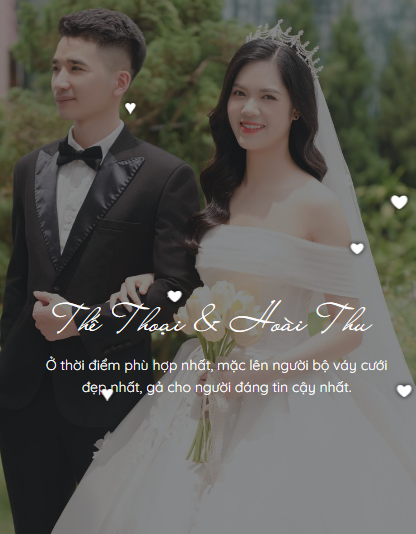 Thế Thoại & Hoài Thu
Ở thời điểm phù hợp nhất, mặc lên người bộ váy cưới
đẹp nhất, gả cho người đáng tin cậy nhất.